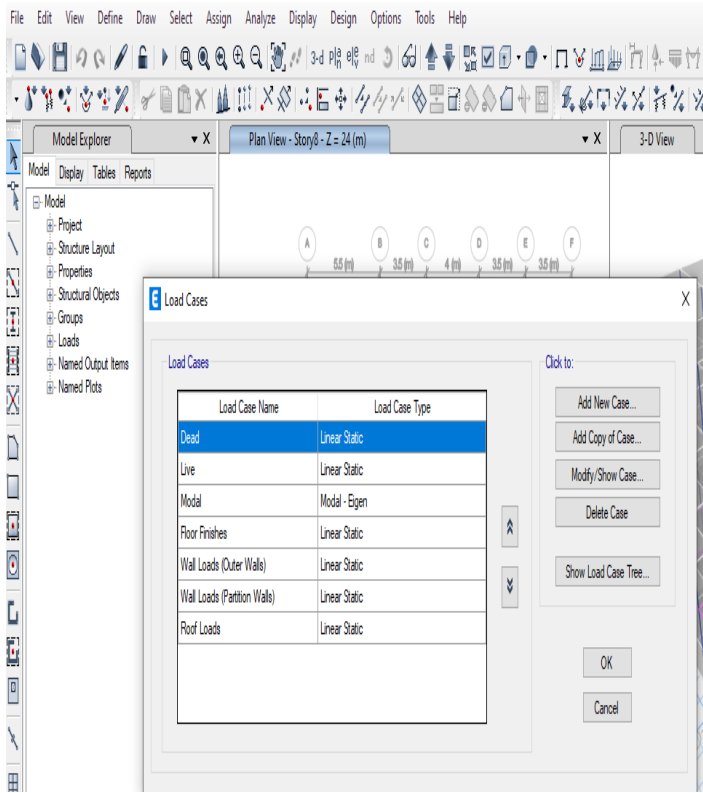 File Edit View Define Draw Select Assign Analyze Display Design Options Tools Help
3-d pla ele nd
Model Explorer
Plan View - Story8 - Z = 24 (m)
3-D View
Model Display Tables Reports
Model
Project
Structure Layout
Properties
Structural Objects
Groups
Loads
Named Output Items
Named Plots
A B C D E F
5.5 (m) 3.5 (m) 4 (m) 3.5 (m) 3.5 (m)
E Load Cases X
Load Cases
Click to:
Load Case Name Load Case Type
Dead Linear Static
Live Linear Static
Modal Modal - Eigen
Floor Finishes Linear Static
Wall Loads (Outer Walls) Linear Static
Wall Loads (Partition Walls) Linear Static
Roof Loads Linear Static
Add New Case...
Add Copy of Case...
Modify/Show Case...
Delete Case
Show Load Case Tree...
OK
Cancel